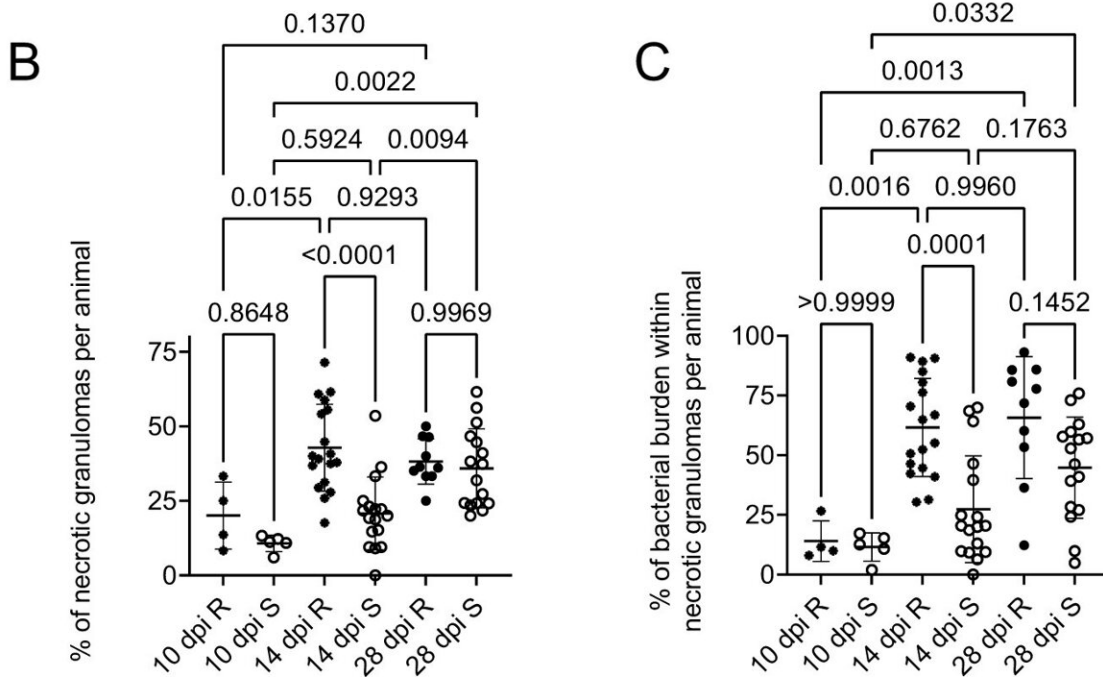 B
0.1370
0.0022
0.5924 0.0094
0.0155 0.9293
<0.0001
0.8648 0.9969
% of necrotic granulomas per animal
75
50
25
0
10 dpi R
10 dpi S
14 dpi R
14 dpi S
28 dpi R
28 dpi S
C
0.0332
0.0013
0.6762 0.1763
0.0016 0.9960
0.0001
>0.9999 0.1452
% of bacterial burden within
necrotic granulomas per animal
100
75
50
25
0
10 dpi R
10 dpi S
14 dpi R
14 dpi S
28 dpi R
28 dpi S